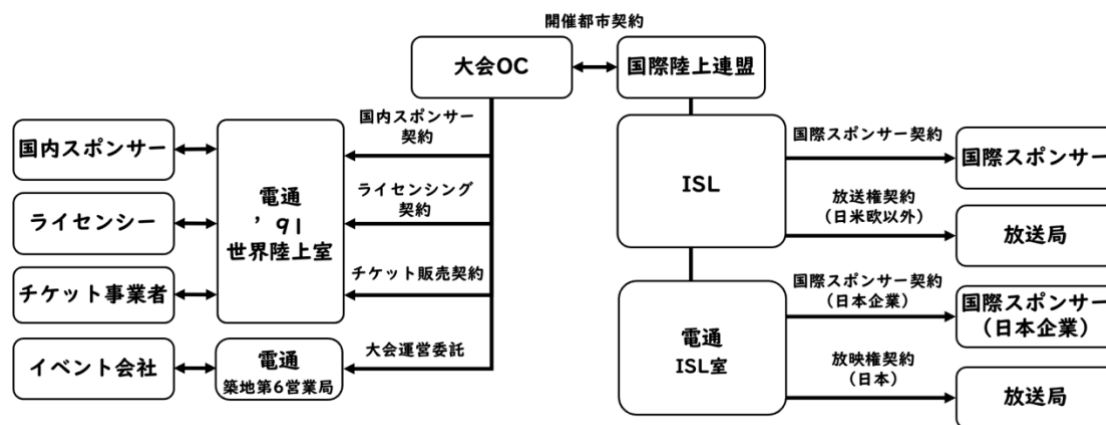 開催都市契約
大会OC
国際陸上連盟
国内スポンサー
契約
国内スポンサー
ライセンシング
契約
ライセンシー
電通
’91
世界陸上室
チケット販売契約
チケット事業者
大会運営委託
イベント会社
電通
築地第6営業局
ISL
国際スポンサー契約
国際スポンサー
放送権契約
(日米欧以外)
放送局
電通
ISL室
国際スポンサー契約
(日本企業)
国際スポンサー
(日本企業)
放映権契約
(日本)
放送局